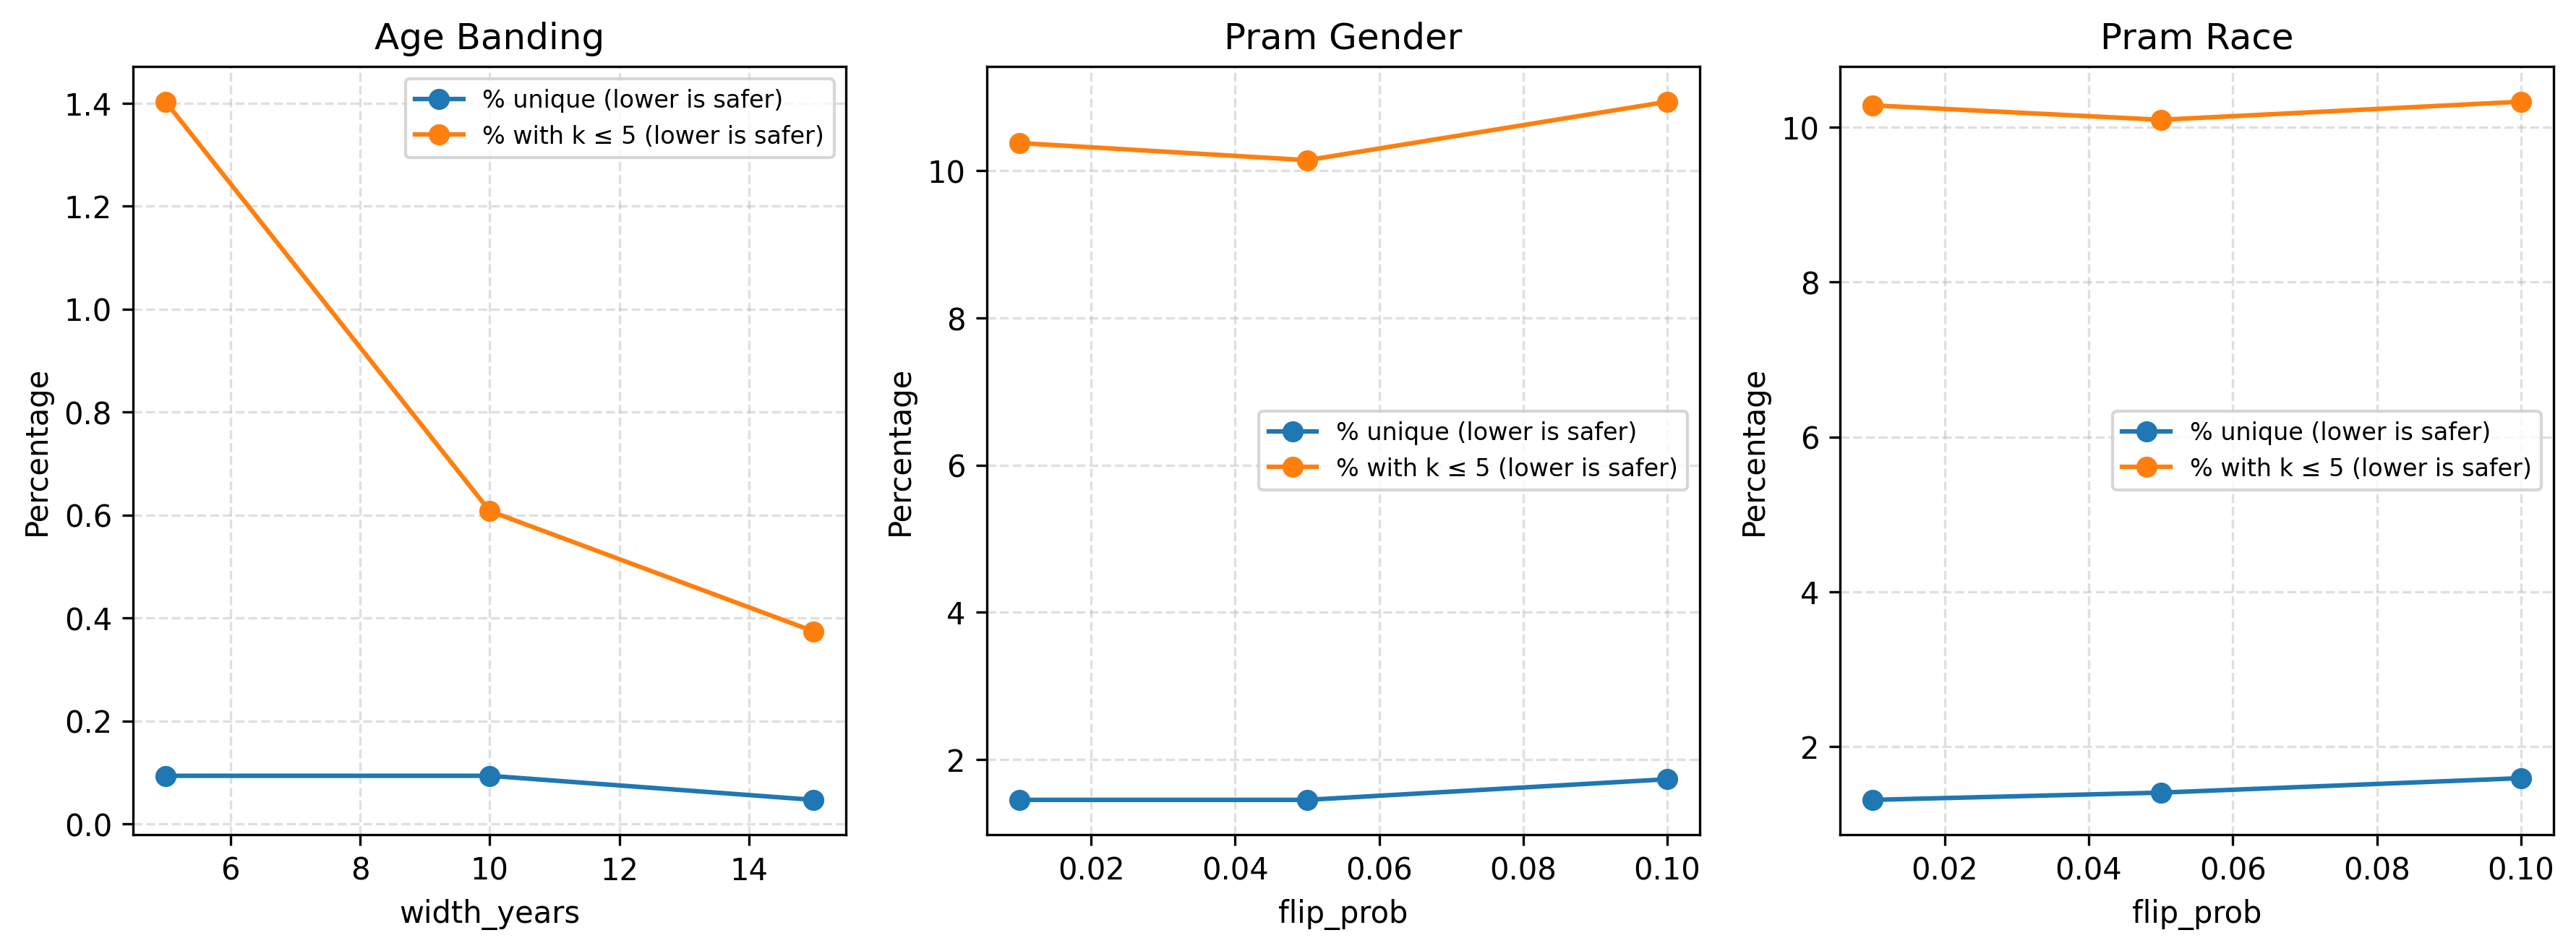 Age Banding
Percentage
1.4
1.2
1.0
0.8
0.6
0.4
0.2
0.0
% unique (lower is safer)
% with k ≤ 5 (lower is safer)
6 8 10 12 14
width_years
Pram Gender
Percentage
10
8
6
4
2
% unique (lower is safer)
% with k ≤ 5 (lower is safer)
0.02 0.04 0.06 0.08 0.10
flip_prob
Pram Race
Percentage
10
8
6
4
2
% unique (lower is safer)
% with k ≤ 5 (lower is safer)
0.02 0.04 0.06 0.08 0.10
flip_prob